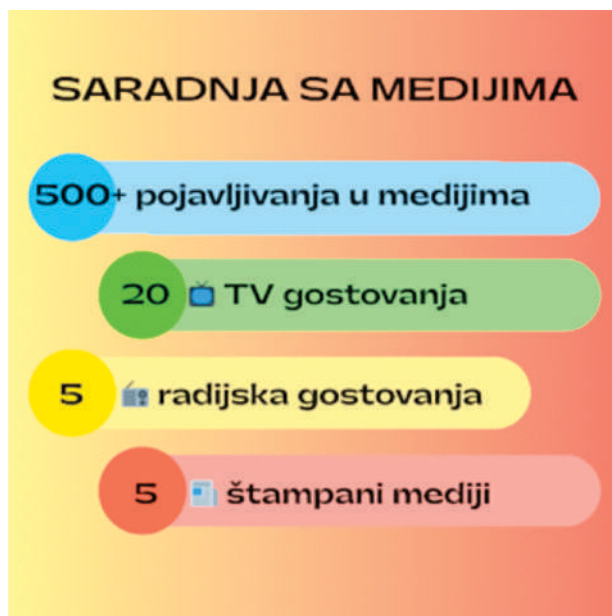 SARADNJA SA MEDIJIMA
500+ pojavljivanja u medijima
20 📺 TV gostovanja
5 📻 radijska gostovanja
5 📰 štampani mediji